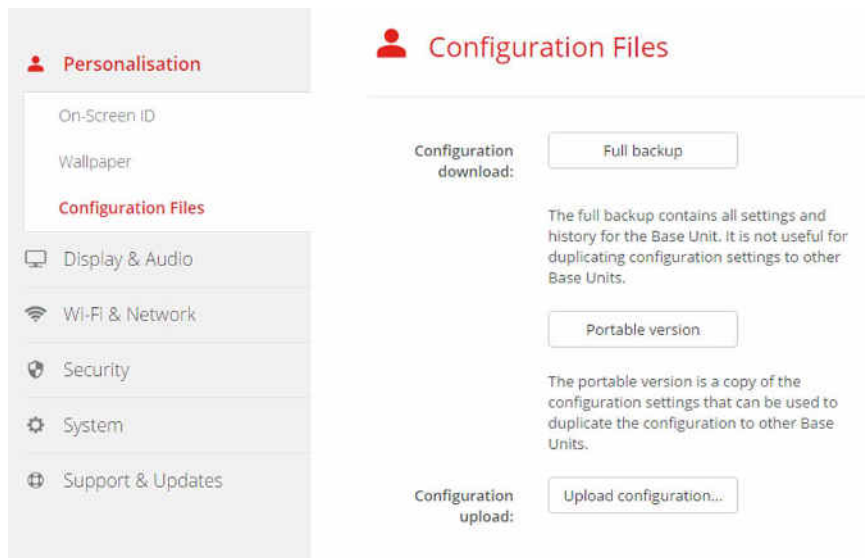 Personalisation
On-Screen ID
Wallpaper
Configuration Files
Display & Audio
Wi-Fi & Network
Security
System
Support & Updates
Configuration Files
Configuration
download:
Full backup
The full backup contains all settings and
history for the Base Unit. It is not useful for
duplicating configuration settings to other
Base Units.
Portable version
The portable version is a copy of the
configuration settings that can be used to
duplicate the configuration to other Base
Units.
Configuration
upload:
Upload configuration...